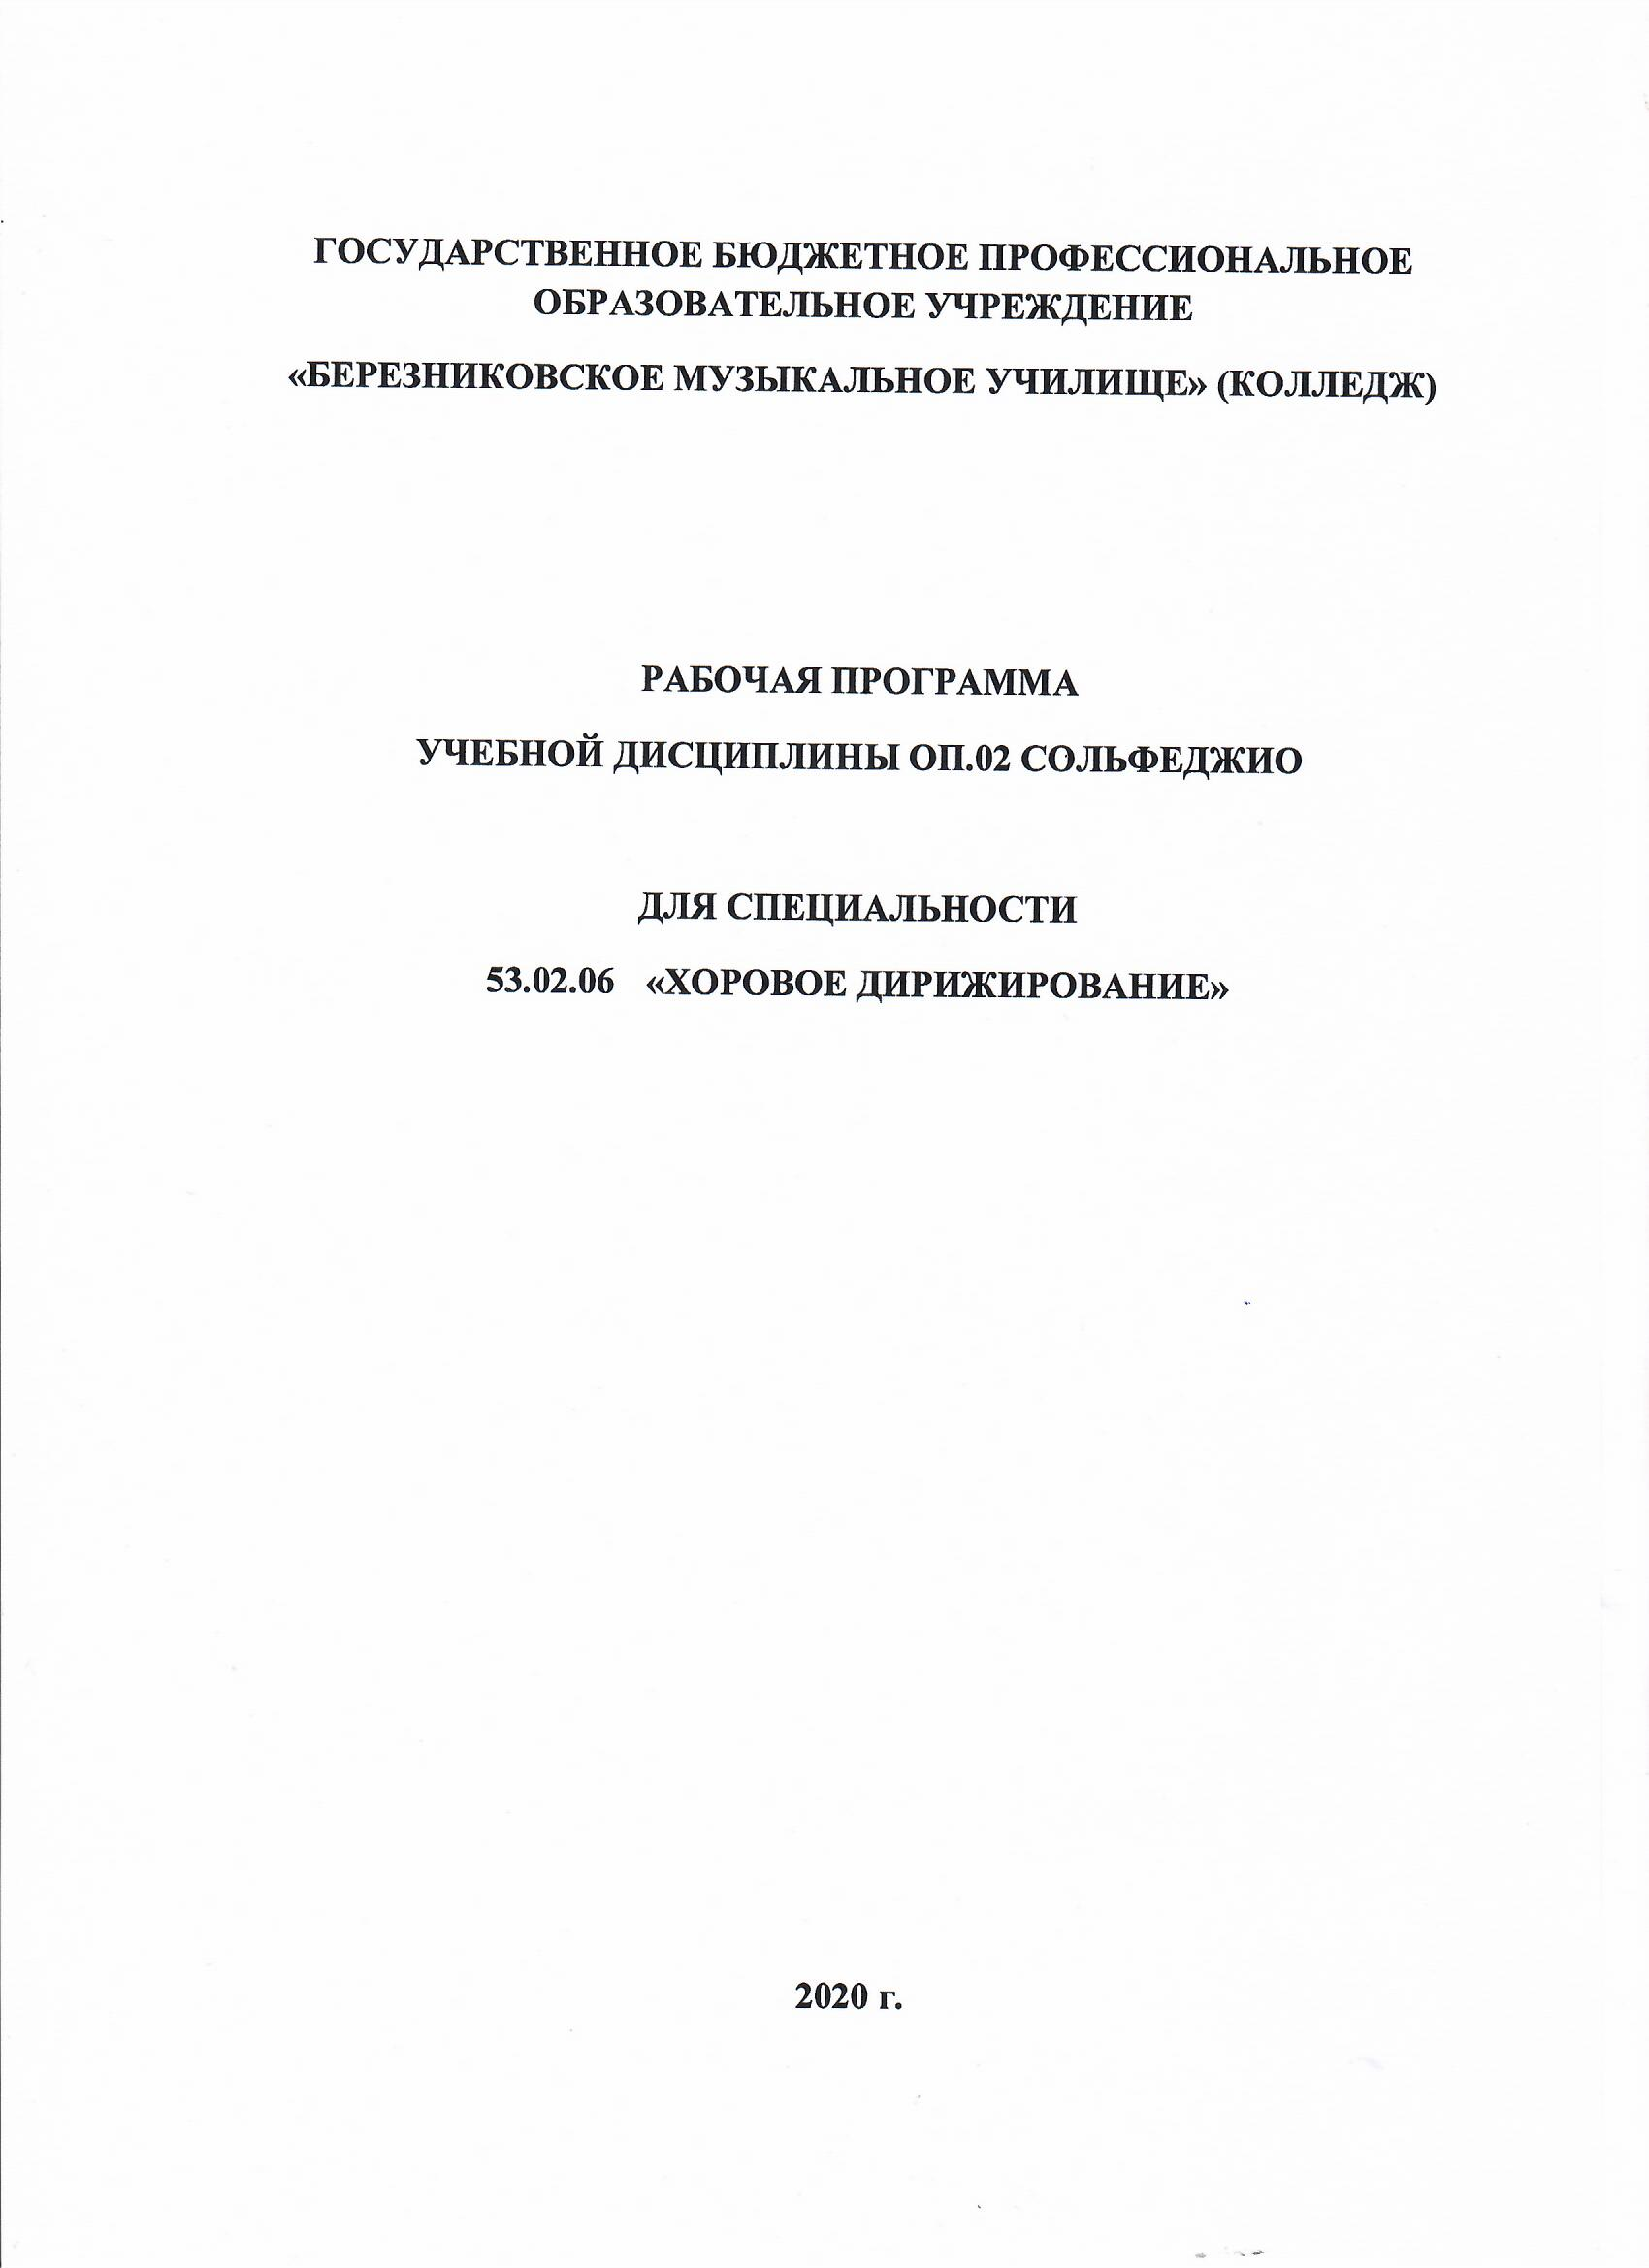 ГОСУДАРСТВЕННОЕ БЮДЖЕТНОЕ ПРОФЕССИОНАЛЬНОЕ
ОБРАЗОВАТЕЛЬНОЕ УЧРЕЖДЕНИЕ
«БЕРЕЗНИКОВСКОЕ МУЗЫКАЛЬНОЕ УЧИЛИЩЕ» (КОЛЛЕДЖ)
РАБОЧАЯ ПРОГРАММА
УЧЕБНОЙ ДИСЦИПЛИНЫ ОП.02 СОЛЬФЕДЖИО
ДЛЯ СПЕЦИАЛЬНОСТИ
53.02.06 «ХОРОВОЕ ДИРИЖИРОВАНИЕ»
2020 г.